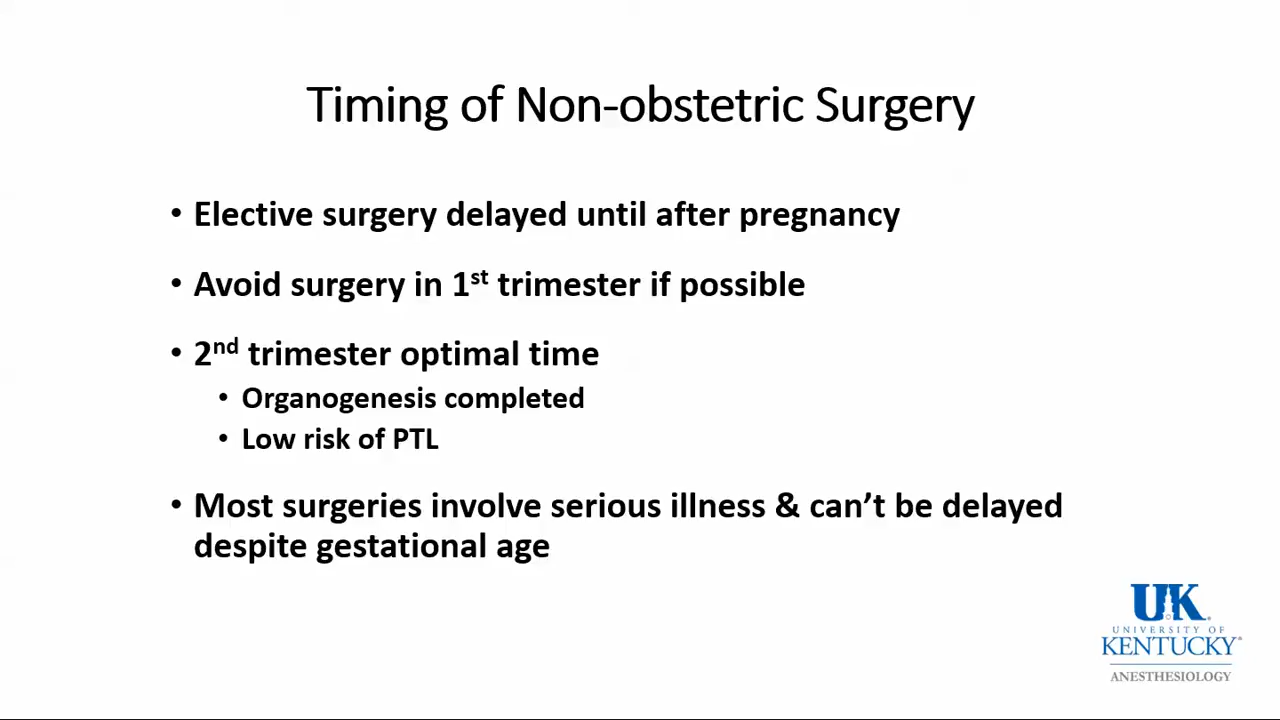 Timing of Non-obstetric Surgery
• Elective surgery delayed until after pregnancy
• Avoid surgery in 1st trimester if possible
• 2nd trimester optimal time
• Organogenesis completed
• Low risk of PTL
• Most surgeries involve serious illness & can’t be delayed
despite gestational age
UK
UNIVERSITY OF
KENTUCKY
ANESTHESIOLOGY